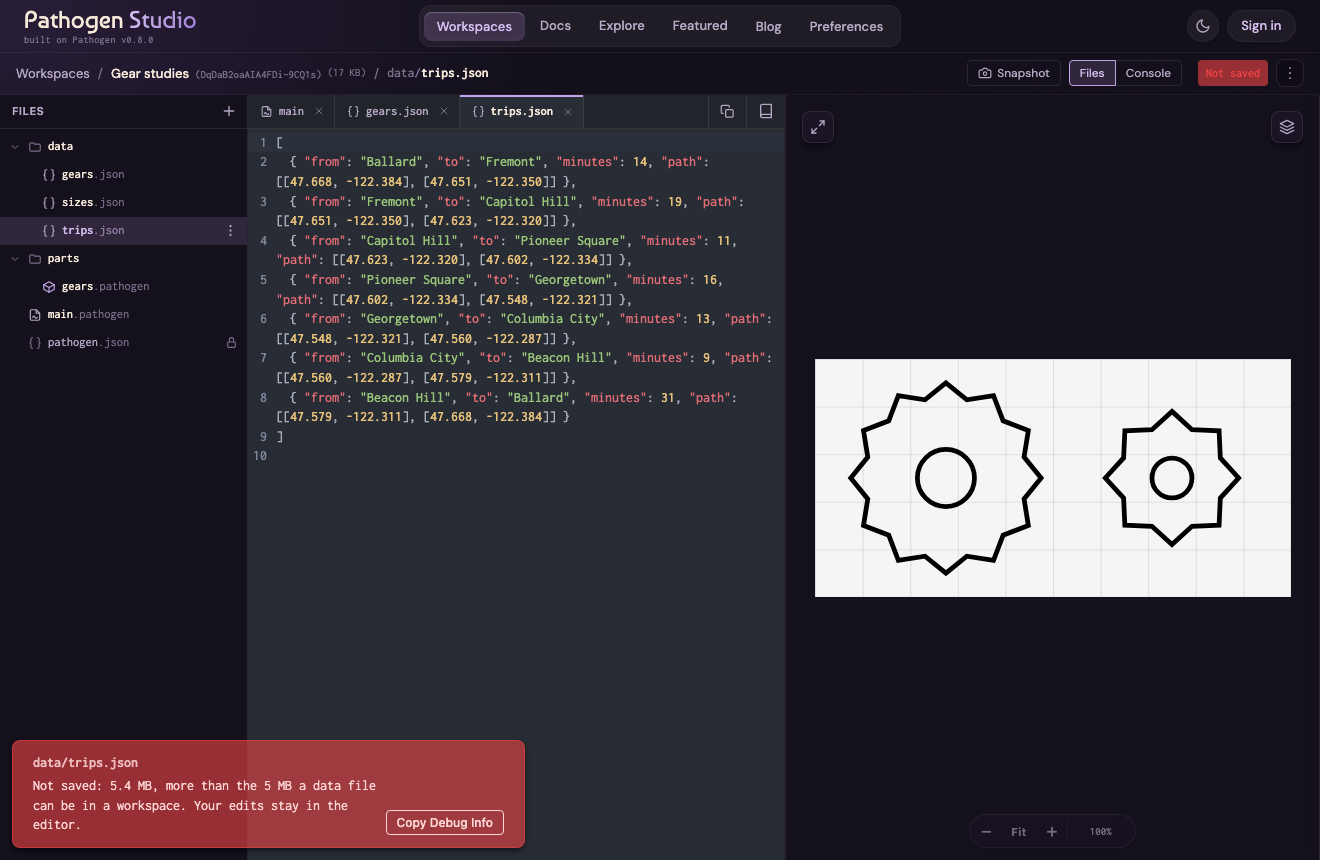 Pathogen Studio
built on Pathogen v0.8.0
Workspaces Docs Explore Featured Blog Preferences
Sign in
Workspaces / Gear studies (DqDaB2oaAIA4FDi-9CQ1s) (17 KB) / data/trips.json
Snapshot Files Console Not saved
FILES
main
{} gears.json
{} trips.json
data
{} gears.json
{} sizes.json
{} trips.json
parts
gears.pathogen
main.pathogen
{} pathogen.json
1 [
2 { "from": "Ballard", "to": "Fremont", "minutes": 14, "path":
[[47.668, -122.384], [47.651, -122.350]] },
3 { "from": "Fremont", "to": "Capitol Hill", "minutes": 19, "path":
[[47.651, -122.350], [47.623, -122.320]] },
4 { "from": "Capitol Hill", "to": "Pioneer Square", "minutes": 11,
"path": [[47.623, -122.320], [47.602, -122.334]] },
5 { "from": "Pioneer Square", "to": "Georgetown", "minutes": 16,
"path": [[47.602, -122.334], [47.548, -122.321]] },
6 { "from": "Georgetown", "to": "Columbia City", "minutes": 13, "path":
[[47.548, -122.321], [47.560, -122.287]] },
7 { "from": "Columbia City", "to": "Beacon Hill", "minutes": 9, "path":
[[47.560, -122.287], [47.579, -122.311]] },
8 { "from": "Beacon Hill", "to": "Ballard", "minutes": 31, "path":
[[47.579, -122.311], [47.668, -122.384]] }
9 ]
10
data/trips.json
Not saved: 5.4 MB, more than the 5 MB a data file
can be in a workspace. Your edits stay in the
editor.
Copy Debug Info
Fit
100%